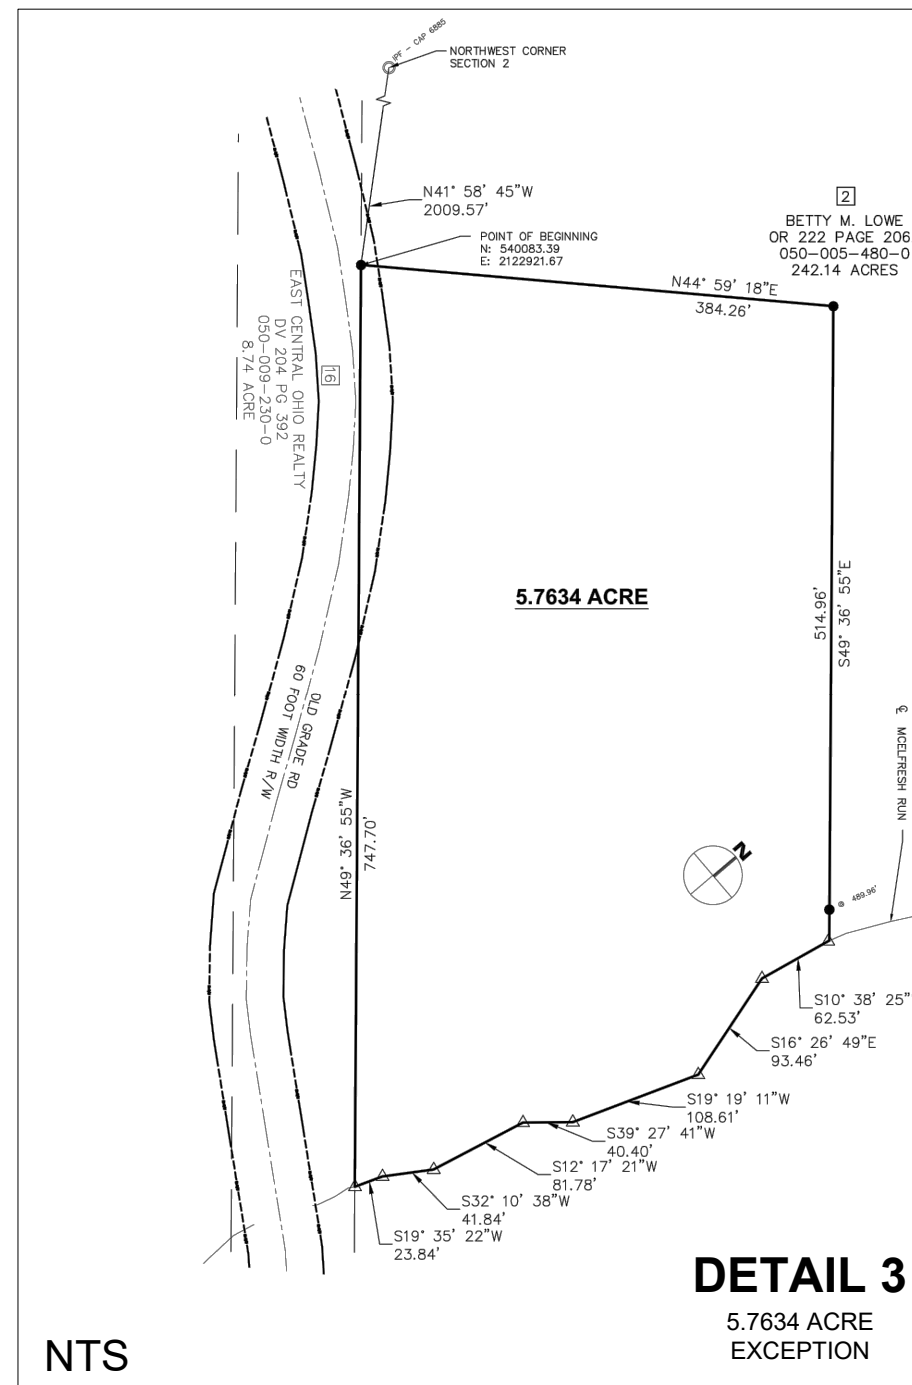 IPF - CAP 6885
NORTHWEST CORNER
SECTION 2
N41° 58' 45"W
2009.57'
POINT OF BEGINNING
N: 540083.39
E: 2122921.67
2
BETTY M. LOWE
OR 222 PAGE 206
050-005-480-0
242.14 ACRES
N44° 59' 18"E
384.26'
16
EAST CENTRAL OHIO REALTY
DV 204 PG 392
050-009-230-0
8.74 ACRE
5.7634 ACRE
514.96'
S49° 36' 55"E
OLD GRADE RD
60 FOOT WIDTH R/W
N49° 36' 55"W
747.70'
℄ MCELFRESH RUN
N
@ 489.96'
S10° 38' 25"
62.53'
S16° 26' 49"E
93.46'
S19° 19' 11"W
108.61'
S39° 27' 41"W
40.40'
S12° 17' 21"W
81.78'
S32° 10' 38"W
41.84'
S19° 35' 22"W
23.84'
DETAIL 3
5.7634 ACRE
EXCEPTION
NTS